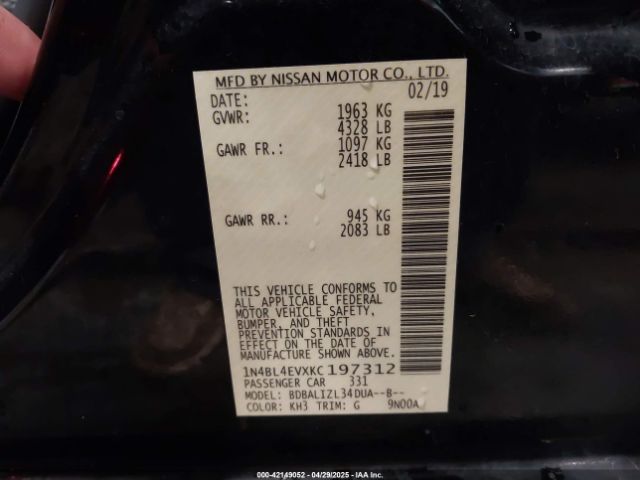 MFD BY NISSAN MOTOR CO., LTD.
DATE: 02/19
GVWR: 1963 KG
4328 LB
GAWR FR.: 1097 KG
2418 LB
GAWR RR.: 945 KG
2083 LB
THIS VEHICLE CONFORMS TO
ALL APPLICABLE FEDERAL
MOTOR VEHICLE SAFETY,
BUMPER, AND THEFT
PREVENTION STANDARDS IN
EFFECT ON THE DATE OF
MANUFACTURE SHOWN ABOVE.
1N4BL4EVXKC197312
PASSENGER CAR 331
MODEL: BDBALIZL34DUA--B--
COLOR: KH3 TRIM: G 9N00A
000-42149052 - 04/29/2025 - IAA Inc.